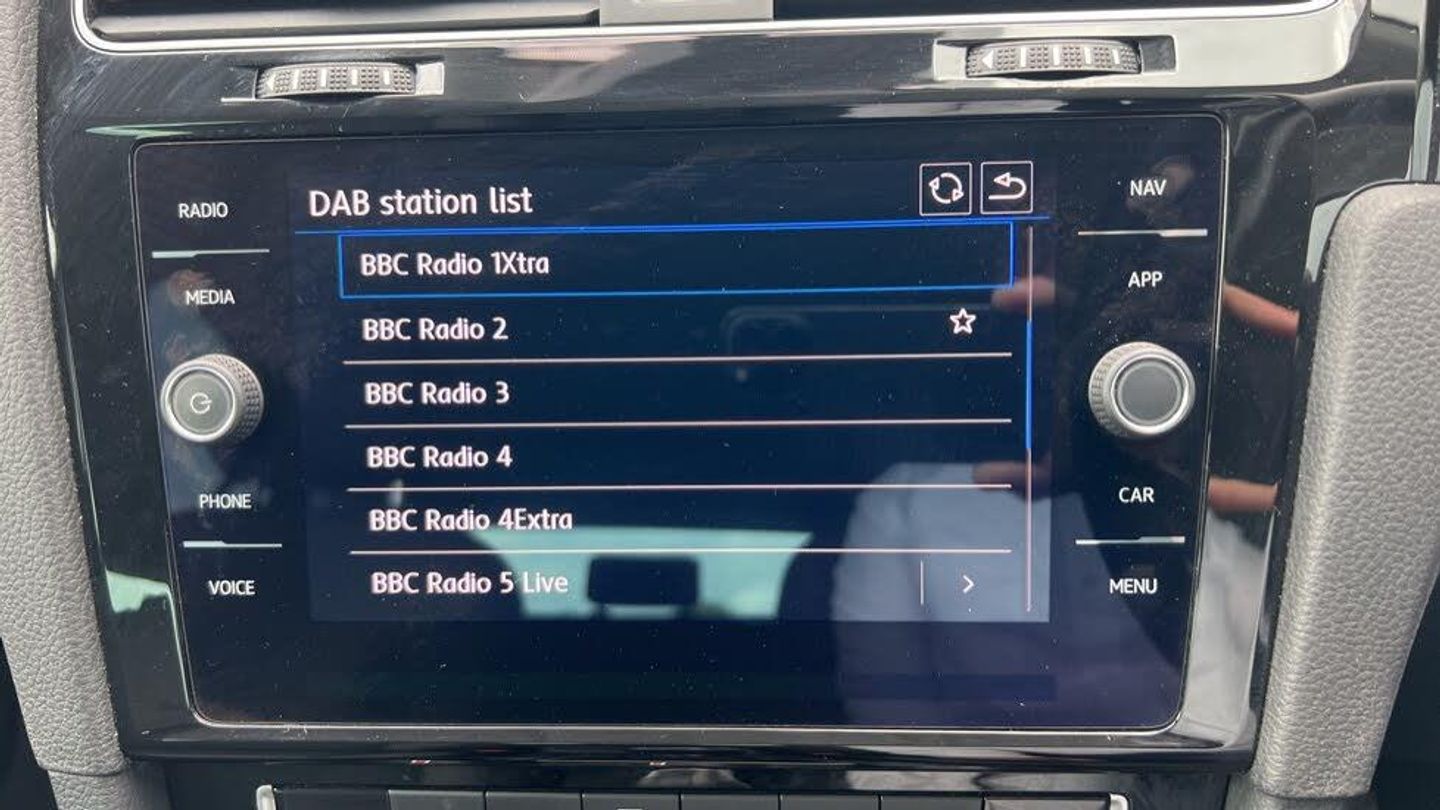 DAB station list
RADIO
MEDIA
PHONE
VOICE
BBC Radio 1Xtra
BBC Radio 2
BBC Radio 3
BBC Radio 4
BBC Radio 4Extra
BBC Radio 5 Live
NAV
APP
CAR
MENU